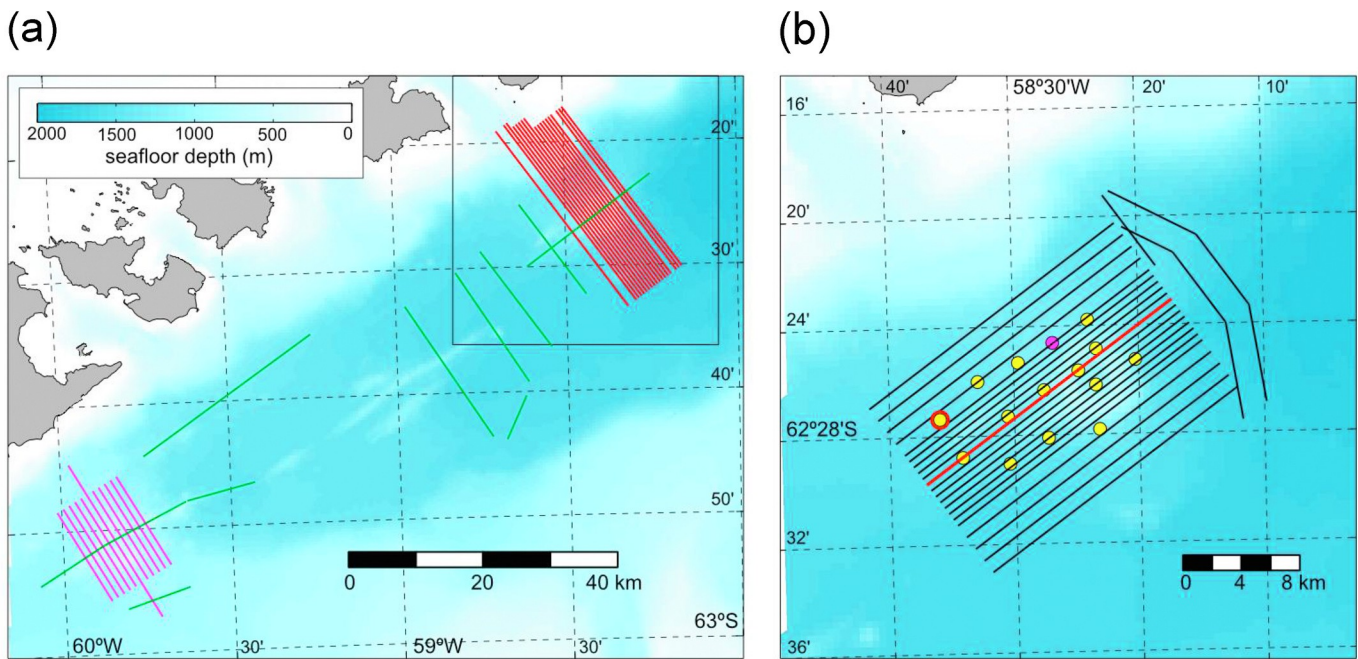 (a)
(b)
2000 1500 1000 500 0
seafloor depth (m)
20'
30'
40'
50'
63ºS
0 20 40 km
60ºW 30' 59ºW 30'
40' 58º30'W 20' 10'
16'
20'
24'
62º28'S
32'
36'
0 4 8 km